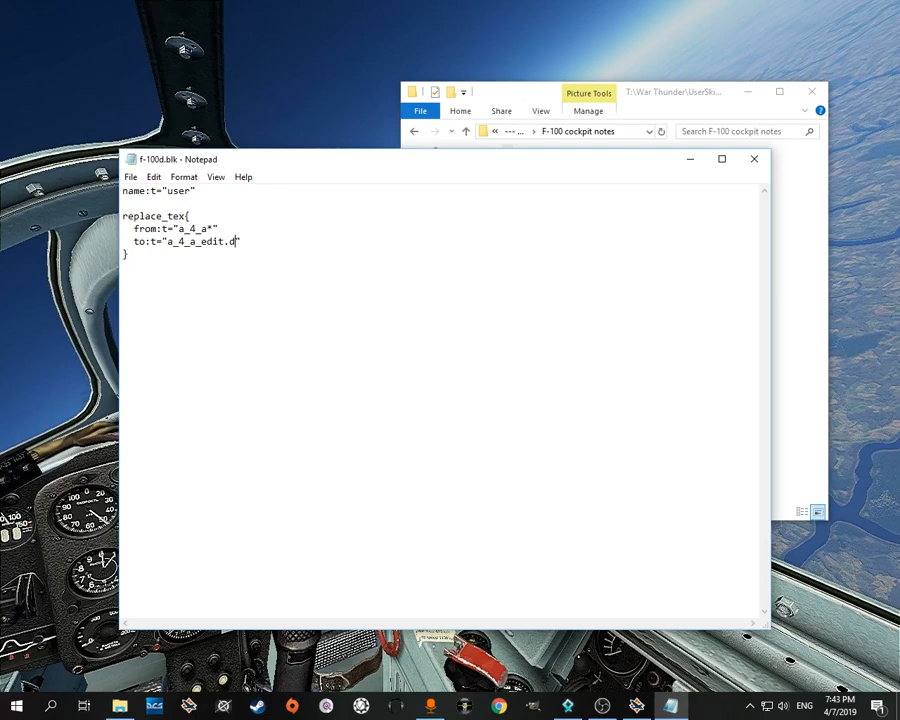 Picture Tools
T:\War Thunder\UserSki...
File
Home
Share
View
Manage
« --- ... > F-100 cockpit notes
Search F-100 cockpit notes
f-100d.blk - Notepad
File
Edit
Format
View
Help
name:t="user"
replace_tex{
from:t="a_4_a*"
to:t="a_4_a_edit.d"
}
DCS
ENG
7:43 PM
4/7/2019